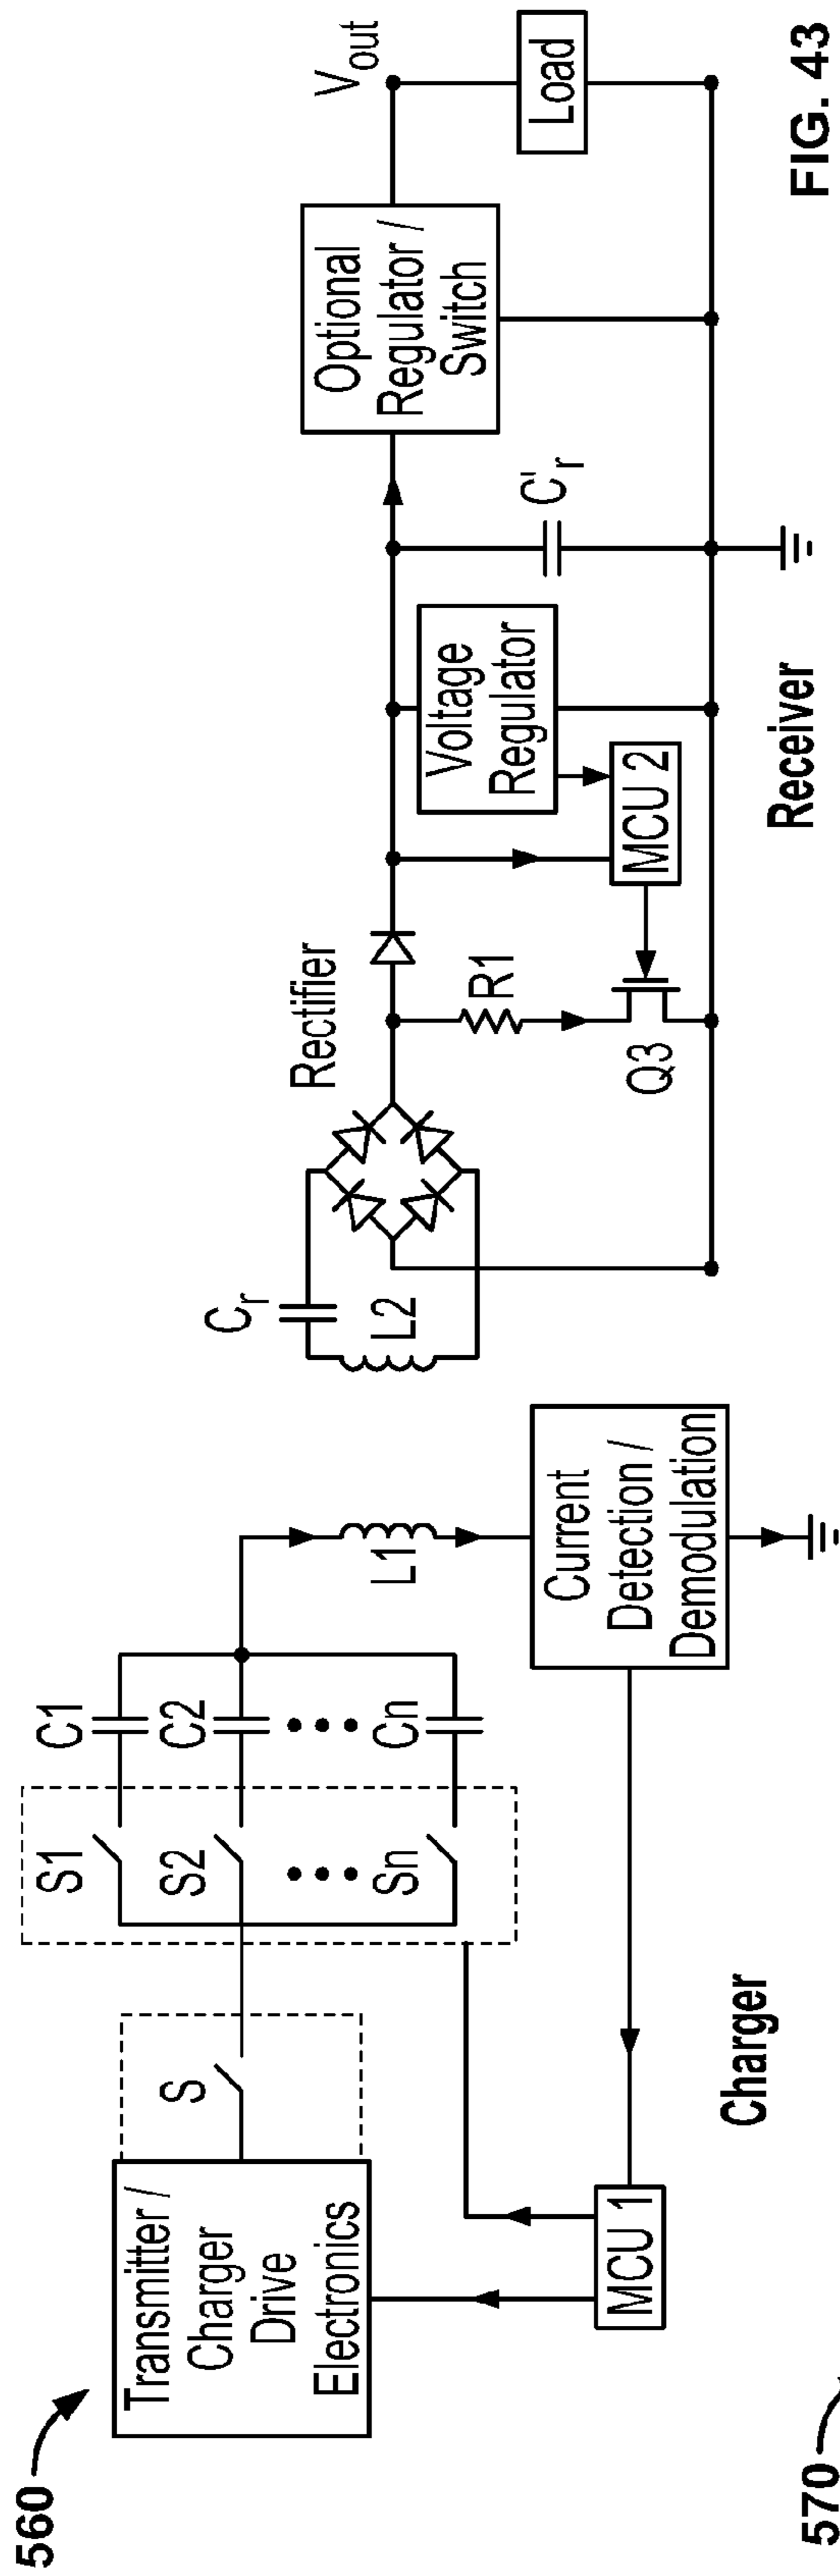 560
Transmitter /
Charger
Drive
Electronics
S
S1
S2
Sn
C1
C2
Cn
L1
Current
Detection /
Demodulation
MCU 1
Charger
Cr
L2
Rectifier
R1
Q3
MCU 2
Voltage
Regulator
C'r
Optional
Regulator /
Switch
Vout
Load
Receiver
FIG. 43
570